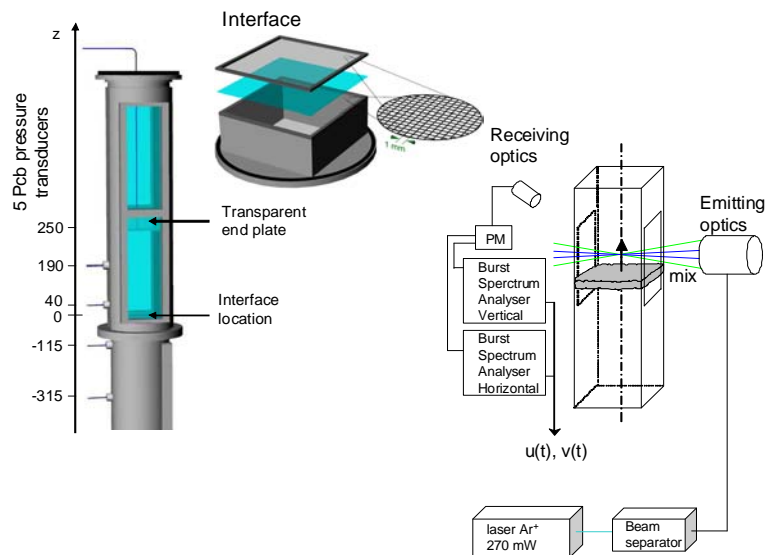 z
Interface
5 Pcb pressure
transducers
1 mm
Transparent
end plate
250
190
40
0
-115
-315
Interface
location
Receiving
optics
Emitting
optics
PM
mix
Burst
Spectrum
Analyser
Vertical
Burst
Spectrum
Analyser
Horizontal
u(t), v(t)
laser Ar⁺
270 mW
Beam
separator